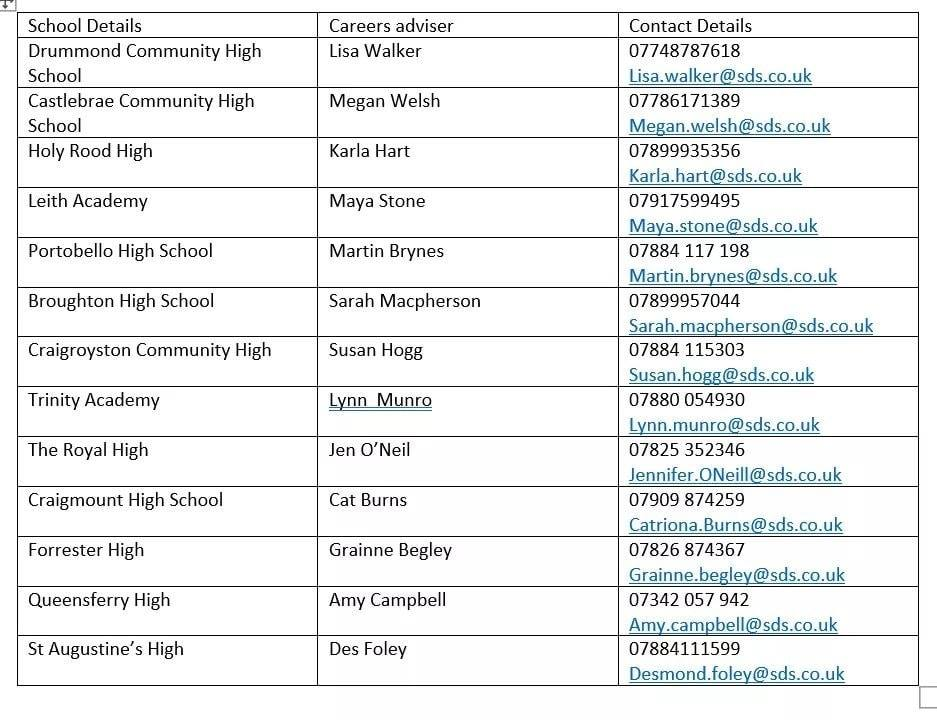 School Details Careers adviser Contact Details
Drummond Community High Lisa Walker 07748787618
School Lisa.walker@sds.co.uk
Castlebrae Community High Megan Welsh 07786171389
School Megan.welsh@sds.co.uk
Holy Rood High Karla Hart 07899935356
Karla.hart@sds.co.uk
Leith Academy Maya Stone 07917599495
Maya.stone@sds.co.uk
Portobello High School Martin Brynes 07884 117 198
Martin.brynes@sds.co.uk
Broughton High School Sarah Macpherson 07899957044
Sarah.macpherson@sds.co.uk
Craigroyston Community High Susan Hogg 07884 115303
Susan.hogg@sds.co.uk
Trinity Academy Lynn  Munro 07880 054930
Lynn.munro@sds.co.uk
The Royal High Jen O’Neil 07825 352346
Jennifer.ONeill@sds.co.uk
Craigmount High School Cat Burns 07909 874259
Catriona.Burns@sds.co.uk
Forrester High Grainne Begley 07826 874367
Grainne.begley@sds.co.uk
Queensferry High Amy Campbell 07342 057 942
Amy.campbell@sds.co.uk
St Augustine’s High Des Foley 07884111599
Desmond.foley@sds.co.uk